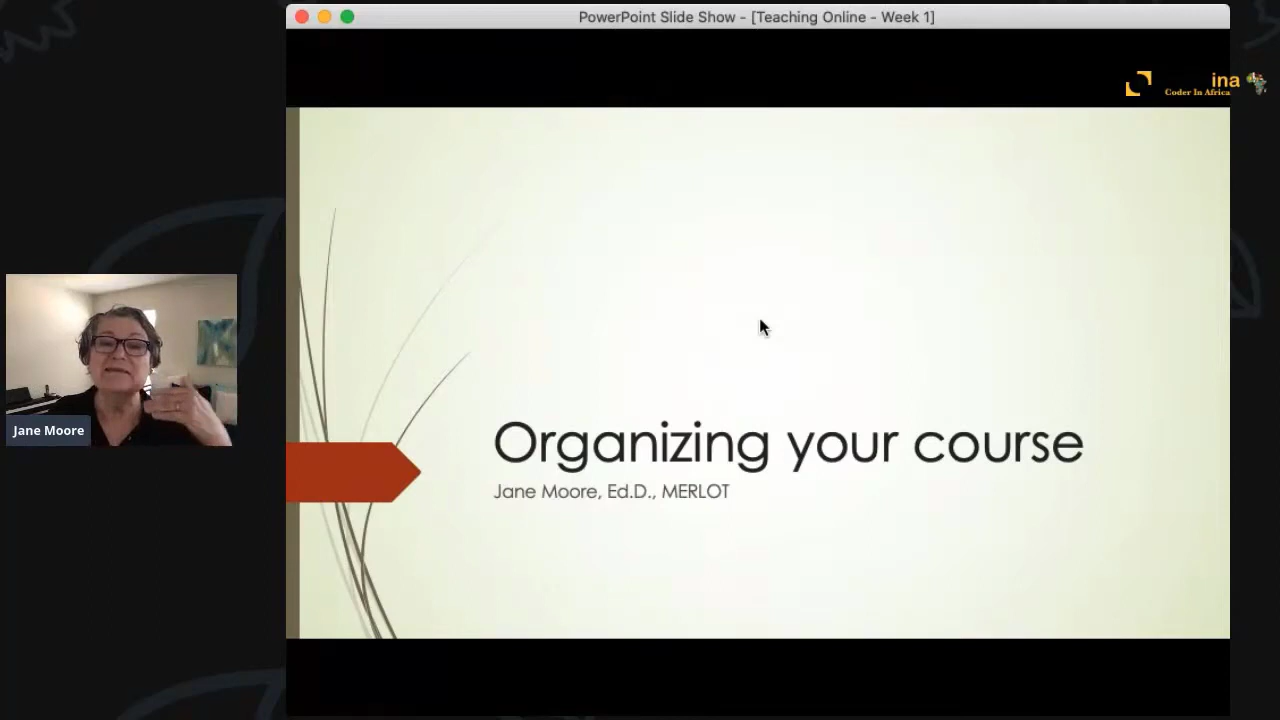 PowerPoint Slide Show - [Teaching Online - Week 1]
ina
Coder In Africa
Organizing your course
Jane Moore, Ed.D., MERLOT
Jane Moore